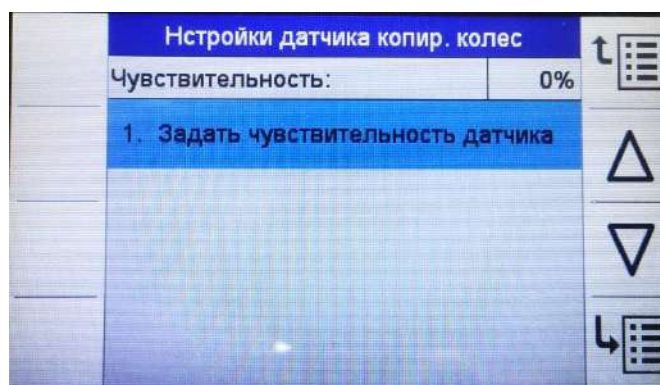 Нстройки датчика копир. колес
Чувствительность: 0%
1. Задать чувствительность датчика